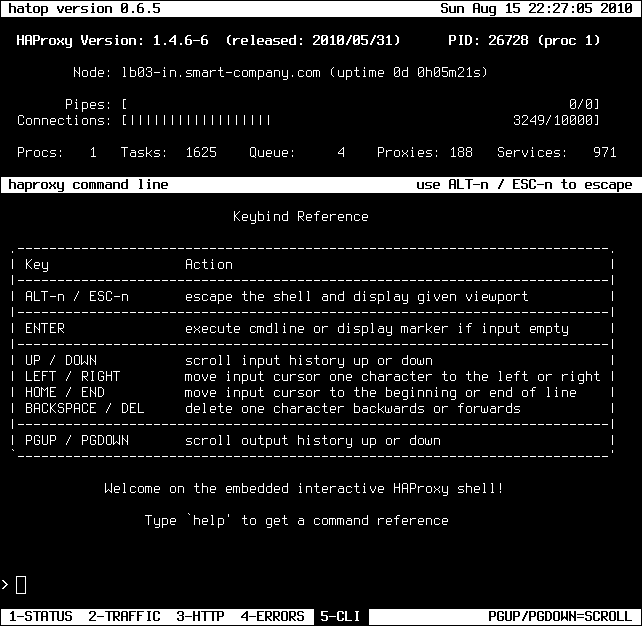 hatop version 0.6.5 Sun Aug 15 22:27:05 2010
HAProxy Version: 1.4.6-6 (released: 2010/05/31) PID: 26728 (proc 1)
Node: lb03-in.smart-company.com (uptime 0d 0h05m21s)
Pipes: [ 0/0]
Connections: [|||||||||||||||||| 3249/10000]
Procs: 1 Tasks: 1625 Queue: 4 Proxies: 188 Services: 971
haproxy command line use ALT-n / ESC-n to escape
Keybind Reference
Key Action
ALT-n / ESC-n escape the shell and display given viewport
ENTER execute cmdline or display marker if input empty
UP / DOWN scroll input history up or down
LEFT / RIGHT move input cursor one character to the left or right
HOME / END move input cursor to the beginning or end of line
BACKSPACE / DEL delete one character backwards or forwards
PGUP / PGDOWN scroll output history up or down
Welcome on the embedded interactive HAProxy shell!
Type `help' to get a command reference
>
1-STATUS 2-TRAFFIC 3-HTTP 4-ERRORS 5-CLI PGUP/PGDOWN=SCROLL